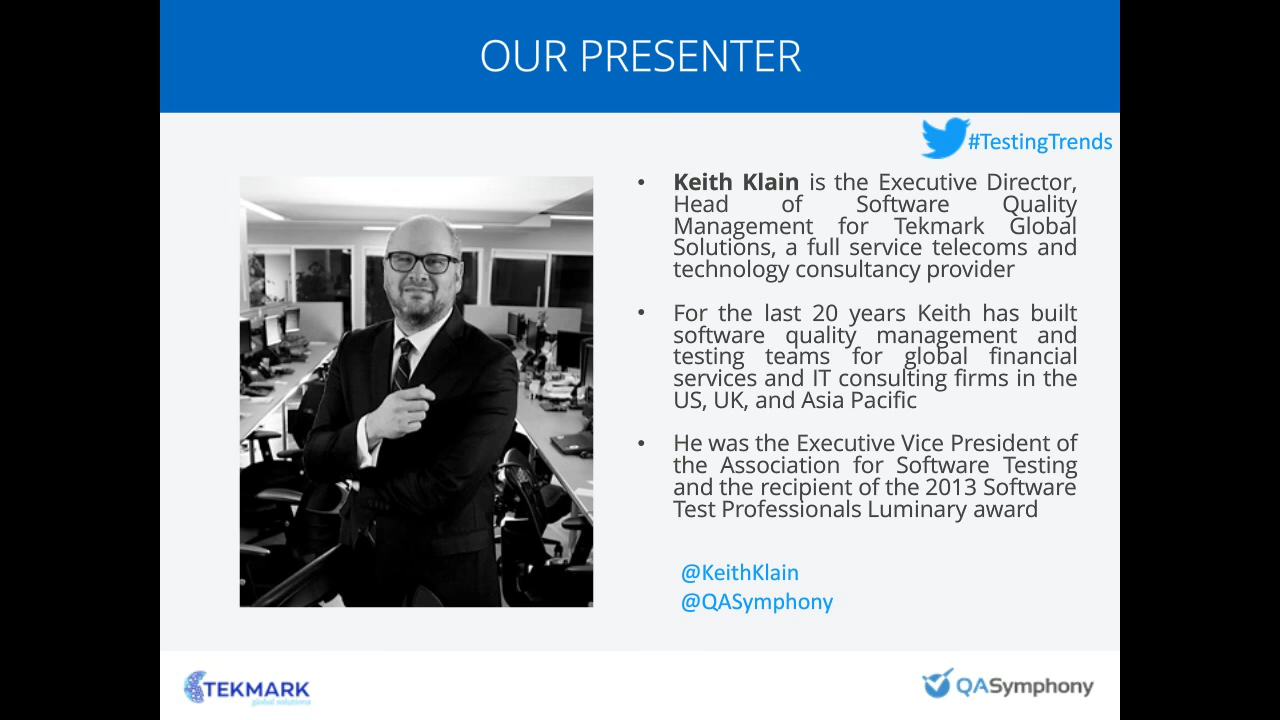 OUR PRESENTER
#TestingTrends
• Keith Klain is the Executive Director,
Head of Software Quality
Management for Tekmark Global
Solutions, a full service telecoms and
technology consultancy provider
• For the last 20 years Keith has built
software quality management and
testing teams for global financial
services and IT consulting firms in the
US, UK, and Asia Pacific
• He was the Executive Vice President of
the Association for Software Testing
and the recipient of the 2013 Software
Test Professionals Luminary award
@KeithKlain
@QASymphony
TEKMARK
global solutions
QASymphony